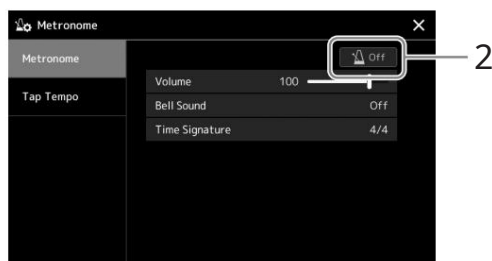 Metronome
Metronome
Off
2
Volume 100
Tap Tempo
Bell Sound Off
Time Signature 4/4